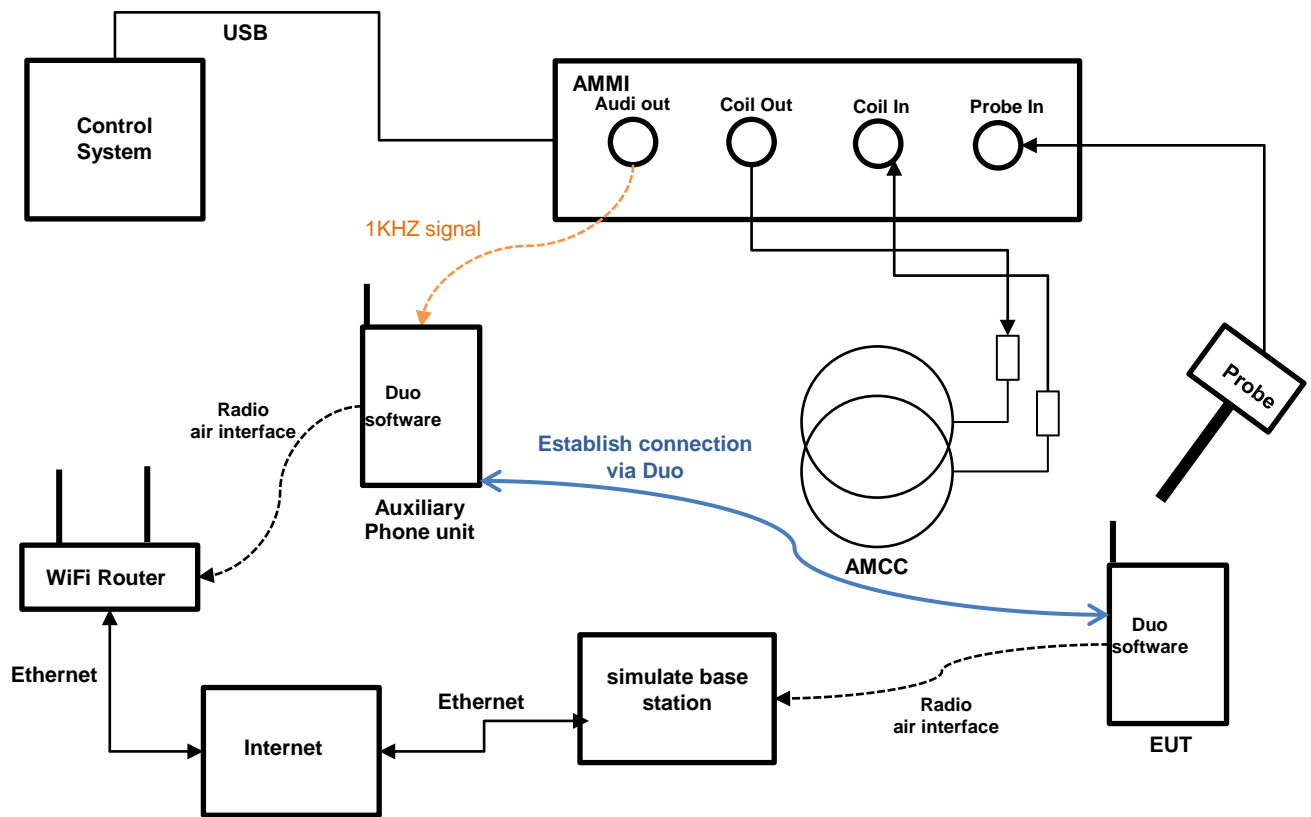 USB
Control
System
AMMI
Audi out
Coil Out
Coil In
Probe In
1KHZ signal
Probe
Duo
software
Radio
air interface
Establish connection
via Duo
Auxiliary
Phone unit
AMCC
WiFi Router
Duo
software
Ethernet
simulate base
station
Ethernet
Radio
air interface
Internet
EUT